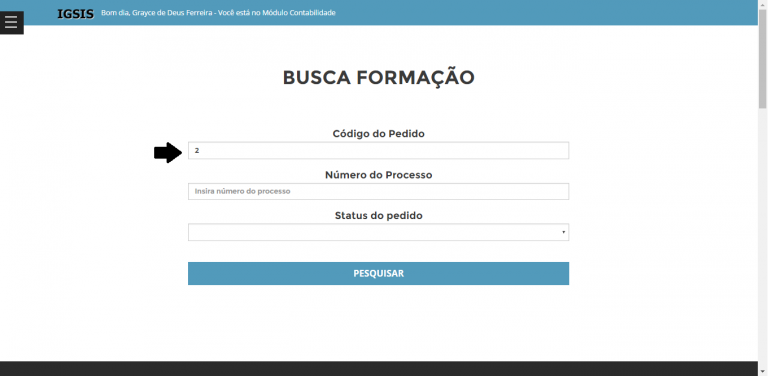 IGSIS Bom dia, Grayce de Deus Ferreira - Você está no Módulo Contabilidade
BUSCA FORMAÇÃO
Código do Pedido
2
Número do Processo
Insira número do processo
Status do pedido
PESQUISAR